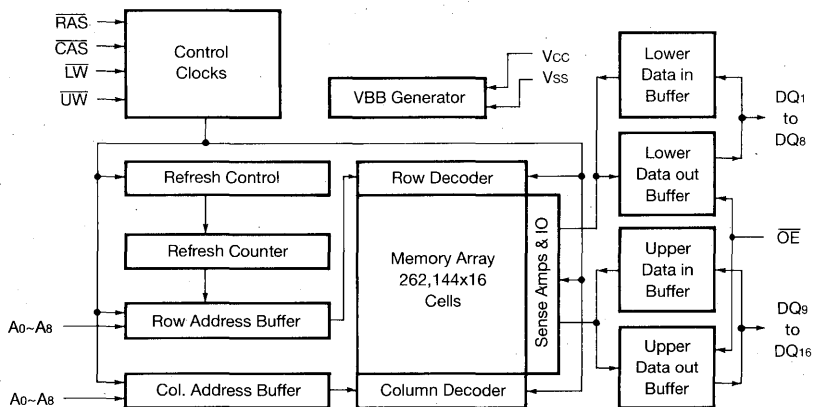 RAS
CAS
LW
UW
Control
Clocks
VCC
VSS
VBB Generator
Lower
Data in
Buffer
DQ1
to
DQ8
Lower
Data out
Buffer
OE
Refresh Control
Row Decoder
Refresh Counter
Memory Array
262,144x16
Cells
Sense Amps & IO
Upper
Data in
Buffer
A0~A8
Row Address Buffer
DQ9
to
DQ16
Upper
Data out
Buffer
A0~A8
Col. Address Buffer
Column Decoder